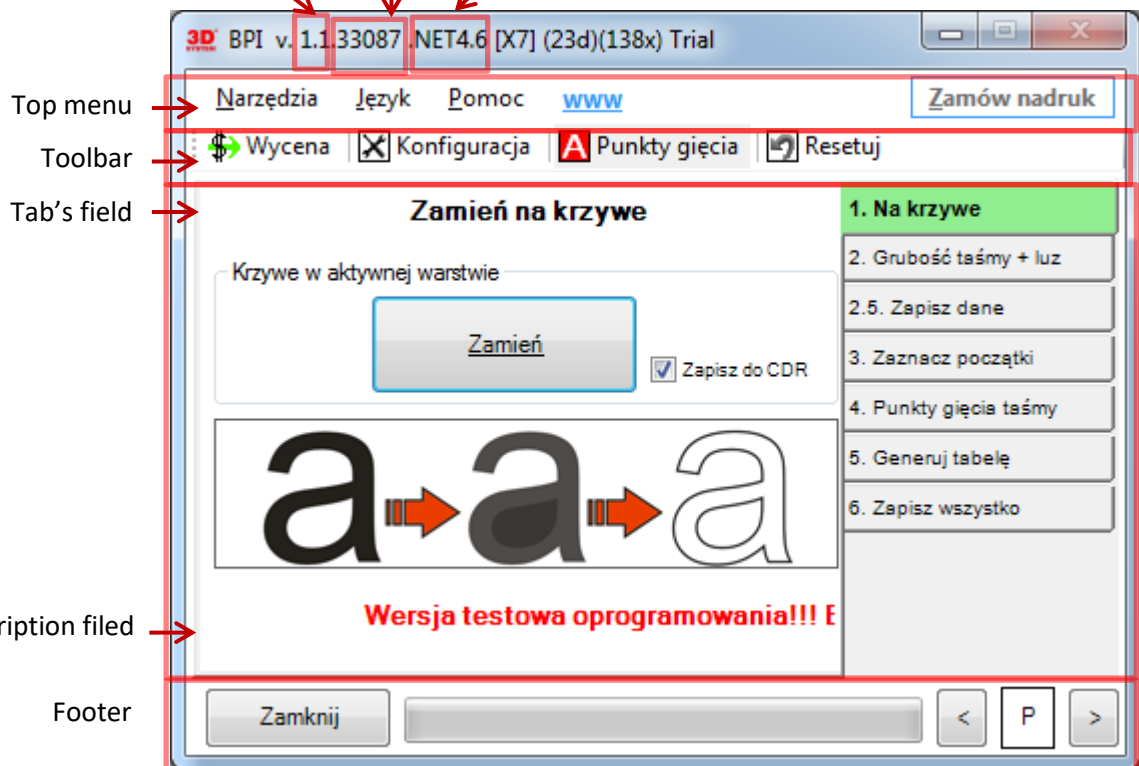 3D SYSTEM BPI v. 1.1.33087 .NET4.6 [X7] (23d)(138x) Trial
Top menu
Narzędzia Język Pomoc www Zamów nadruk
Toolbar
Wycena Konfiguracja A Punkty gięcia Resetuj
Tab's field
Zamień na krzywe
1. Na krzywe
Krzywe w aktywnej warstwie
2. Grubość taśmy + luz
2.5. Zapisz dane
Zamień
Zapisz do CDR
3. Zaznacz początki
4. Punkty gięcia taśmy
a a a
5. Generuj tabelę
6. Zapisz wszystko
Wersja testowa oprogramowania!!!
ription filed
Footer
Zamknij < P >